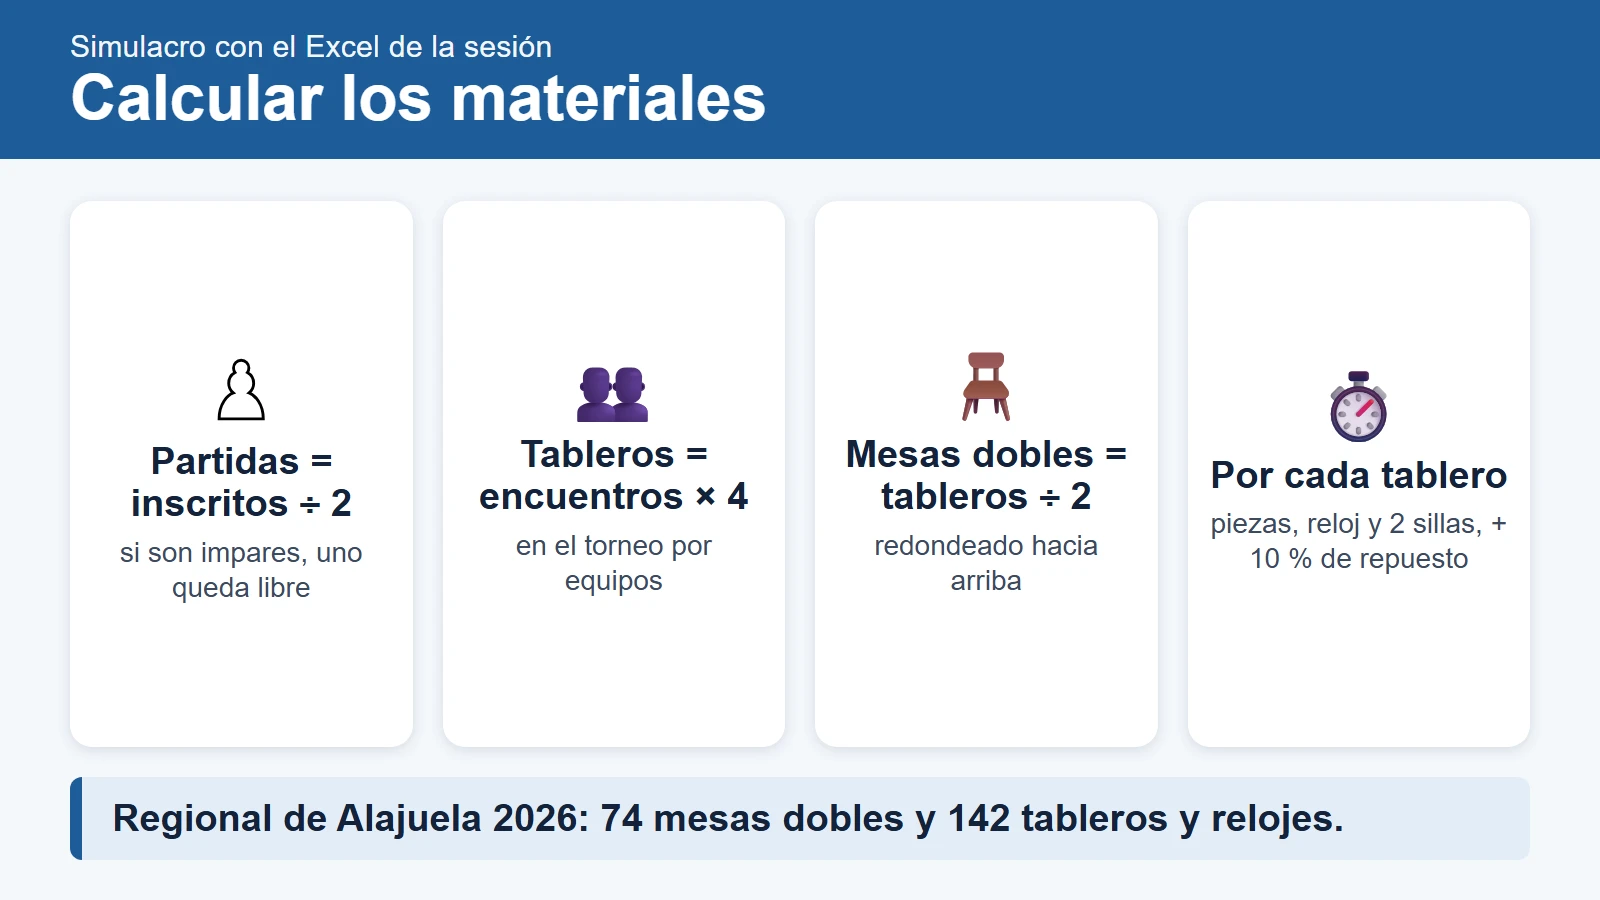 Simulacro con el Excel de la sesión
Calcular los materiales
Partidas =
inscritos ÷ 2
si son impares, uno
queda libre
Tableros =
encuentros × 4
en el torneo por
equipos
Mesas dobles =
tableros ÷ 2
redondeado hacia
arriba
Por cada tablero
piezas, reloj y 2 sillas, +
10 % de repuesto
Regional de Alajuela 2026: 74 mesas dobles y 142 tableros y relojes.